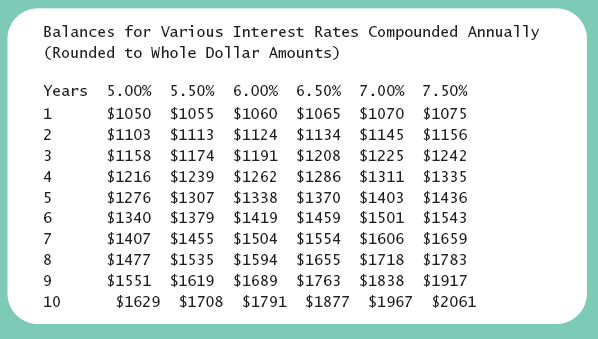 Balances for Various Interest Rates Compounded Annually
(Rounded to Whole Dollar Amounts)
Years 5.00% 5.50% 6.00% 6.50% 7.00% 7.50%
1 $1050 $1055 $1060 $1065 $1070 $1075
2 $1103 $1113 $1124 $1134 $1145 $1156
3 $1158 $1174 $1191 $1208 $1225 $1242
4 $1216 $1239 $1262 $1286 $1311 $1335
5 $1276 $1307 $1338 $1370 $1403 $1436
6 $1340 $1379 $1419 $1459 $1501 $1543
7 $1407 $1455 $1504 $1554 $1606 $1659
8 $1477 $1535 $1594 $1655 $1718 $1783
9 $1551 $1619 $1689 $1763 $1838 $1917
10 $1629 $1708 $1791 $1877 $1967 $2061